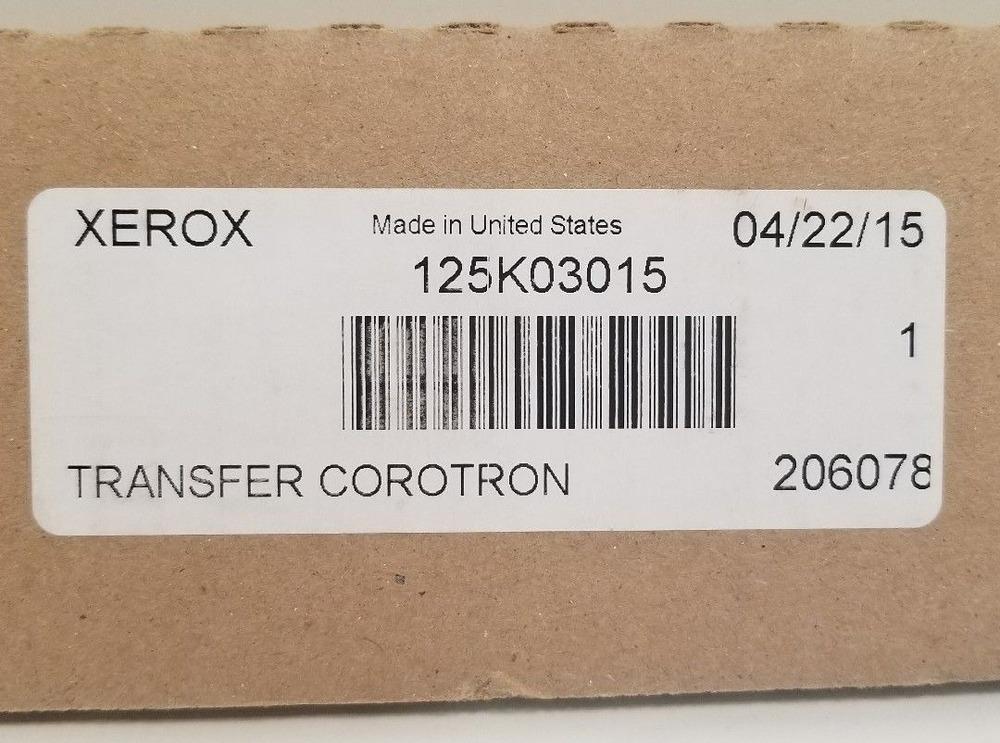 XEROX Made in United States 04/22/15
125K03015
1
TRANSFER COROTRON 206078